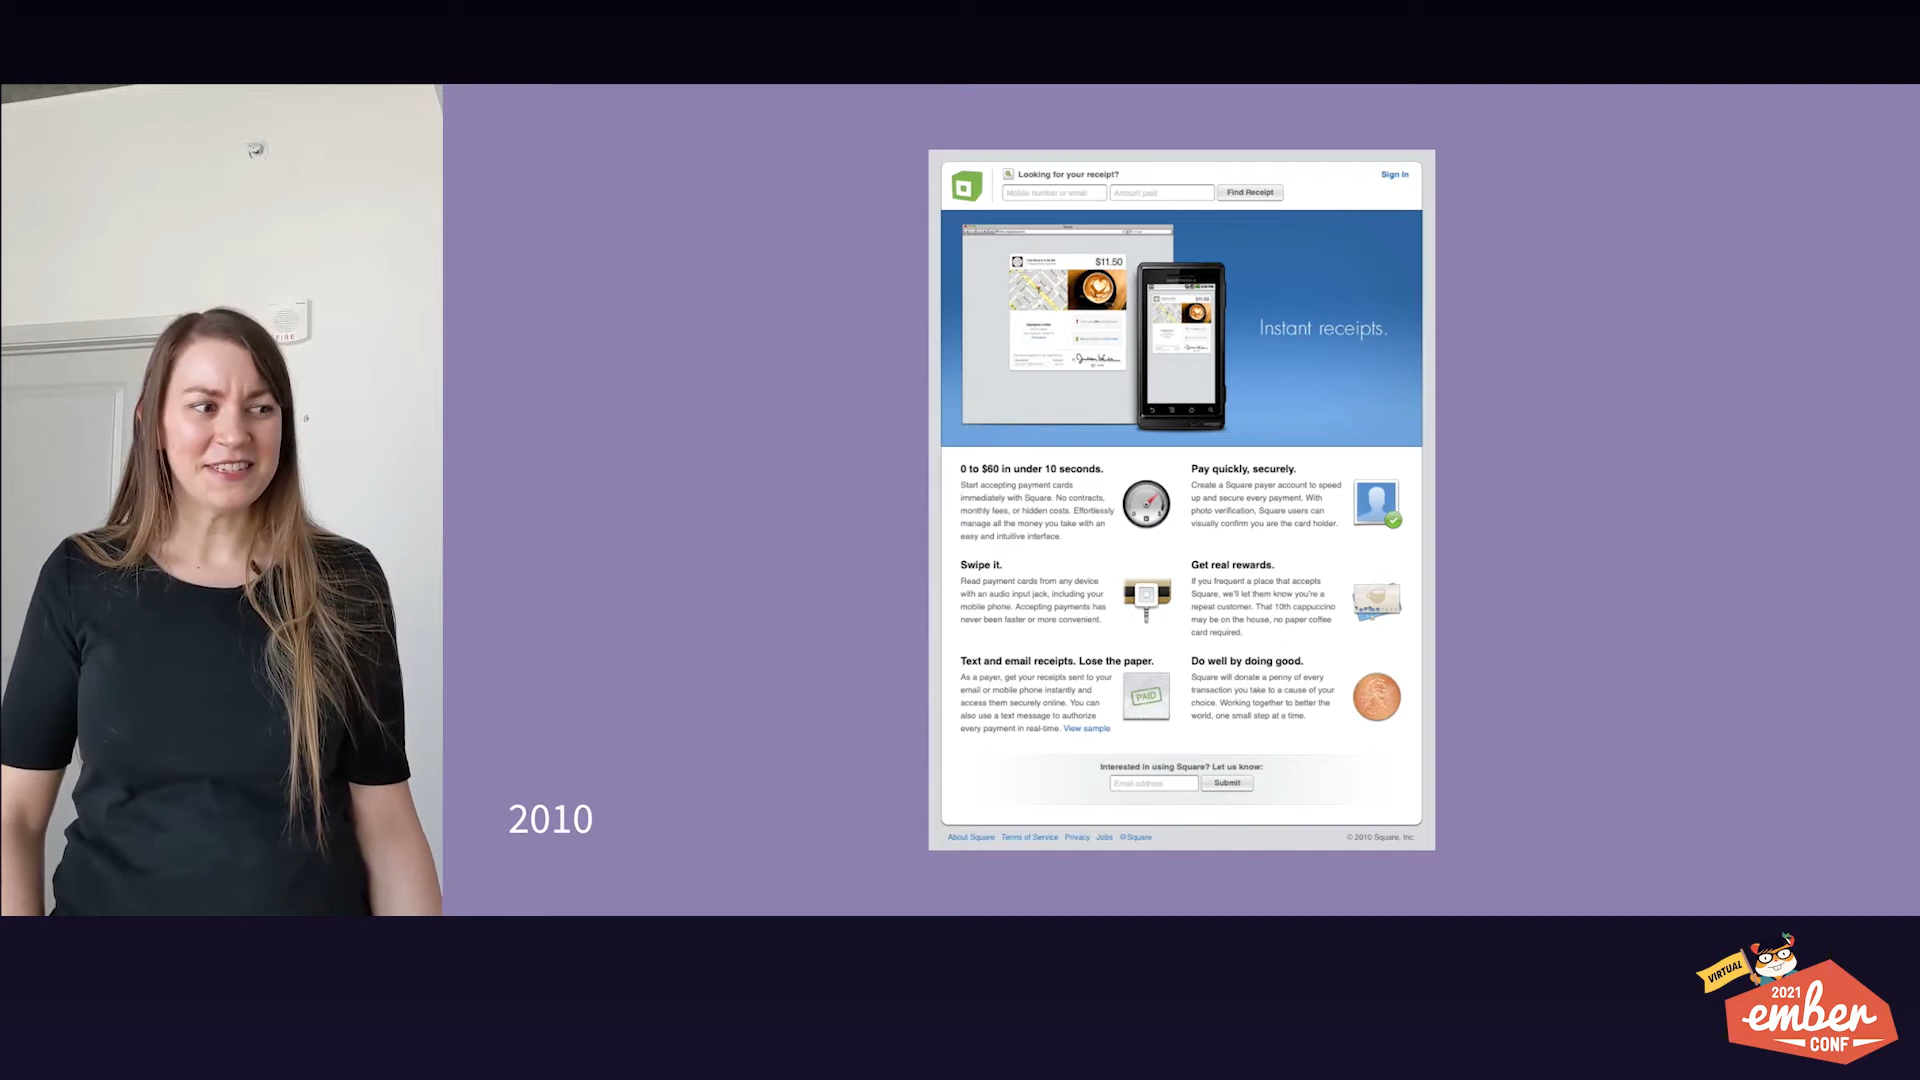 FIRE
2010
Looking for your receipt?
Sign In
Mobile number or email
Amount paid
Find Receipt
$11.50
Instant receipts.
0 to $60 in under 10 seconds.
Start accepting payment cards
immediately with Square. No contracts,
monthly fees, or hidden costs. Effortlessly
manage all the money you take with an
easy and intuitive interface.
Pay quickly, securely.
Create a Square payer account to speed
up and secure every payment. With
photo verification, Square users can
visually confirm you are the card holder.
Swipe it.
Read payment cards from any device
with an audio input jack, including your
mobile phone. Accepting payments has
never been faster or more convenient.
Get real rewards.
If you frequent a place that accepts
Square, we'll let them know you're a
repeat customer. That 10th cappuccino
may be on the house, no paper coffee
card required.
Text and email receipts. Lose the paper.
As a payer, get your receipts sent to your
email or mobile phone instantly and
access them securely online. You can
also use a text message to authorize
every payment in real-time. View sample
PAID
Do well by doing good.
Square will donate a penny of every
transaction you take to a cause of your
choice. Working together to better the
world, one small step at a time.
Interested in using Square? Let us know:
Email address
Submit
About Square Terms of Service Privacy Jobs @Square
© 2010 Square, Inc.
VIRTUAL
2021
ember
CONF